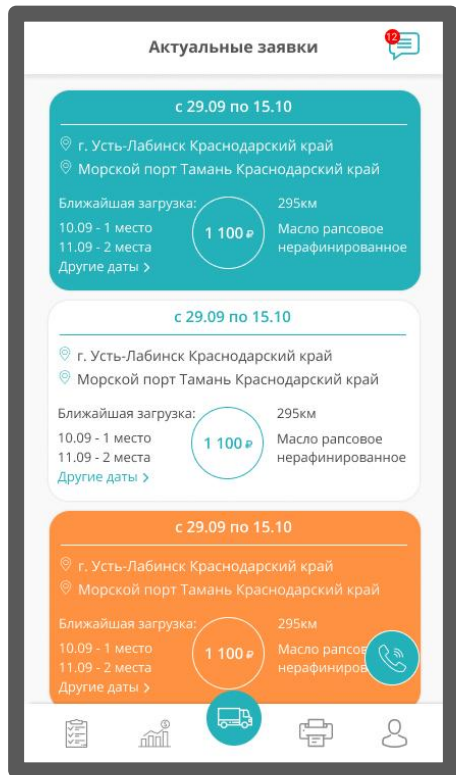 Актуальные заявки
12
с 29.09 по 15.10
г. Усть-Лабинск Краснодарский край
Морской порт Тамань Краснодарский край
Ближайшая загрузка:
295км
10.09 - 1 место
11.09 - 2 места
Другие даты >
1 100 ₽
Масло рапсовое
нерафинированное
с 29.09 по 15.10
г. Усть-Лабинск Краснодарский край
Морской порт Тамань Краснодарский край
Ближайшая загрузка:
295км
10.09 - 1 место
11.09 - 2 места
Другие даты >
1 100 ₽
Масло рапсовое
нерафинированное
с 29.09 по 15.10
г. Усть-Лабинск Краснодарский край
Морской порт Тамань Краснодарский край
Ближайшая загрузка:
295км
10.09 - 1 место
11.09 - 2 места
Другие даты >
1 100 ₽
Масло